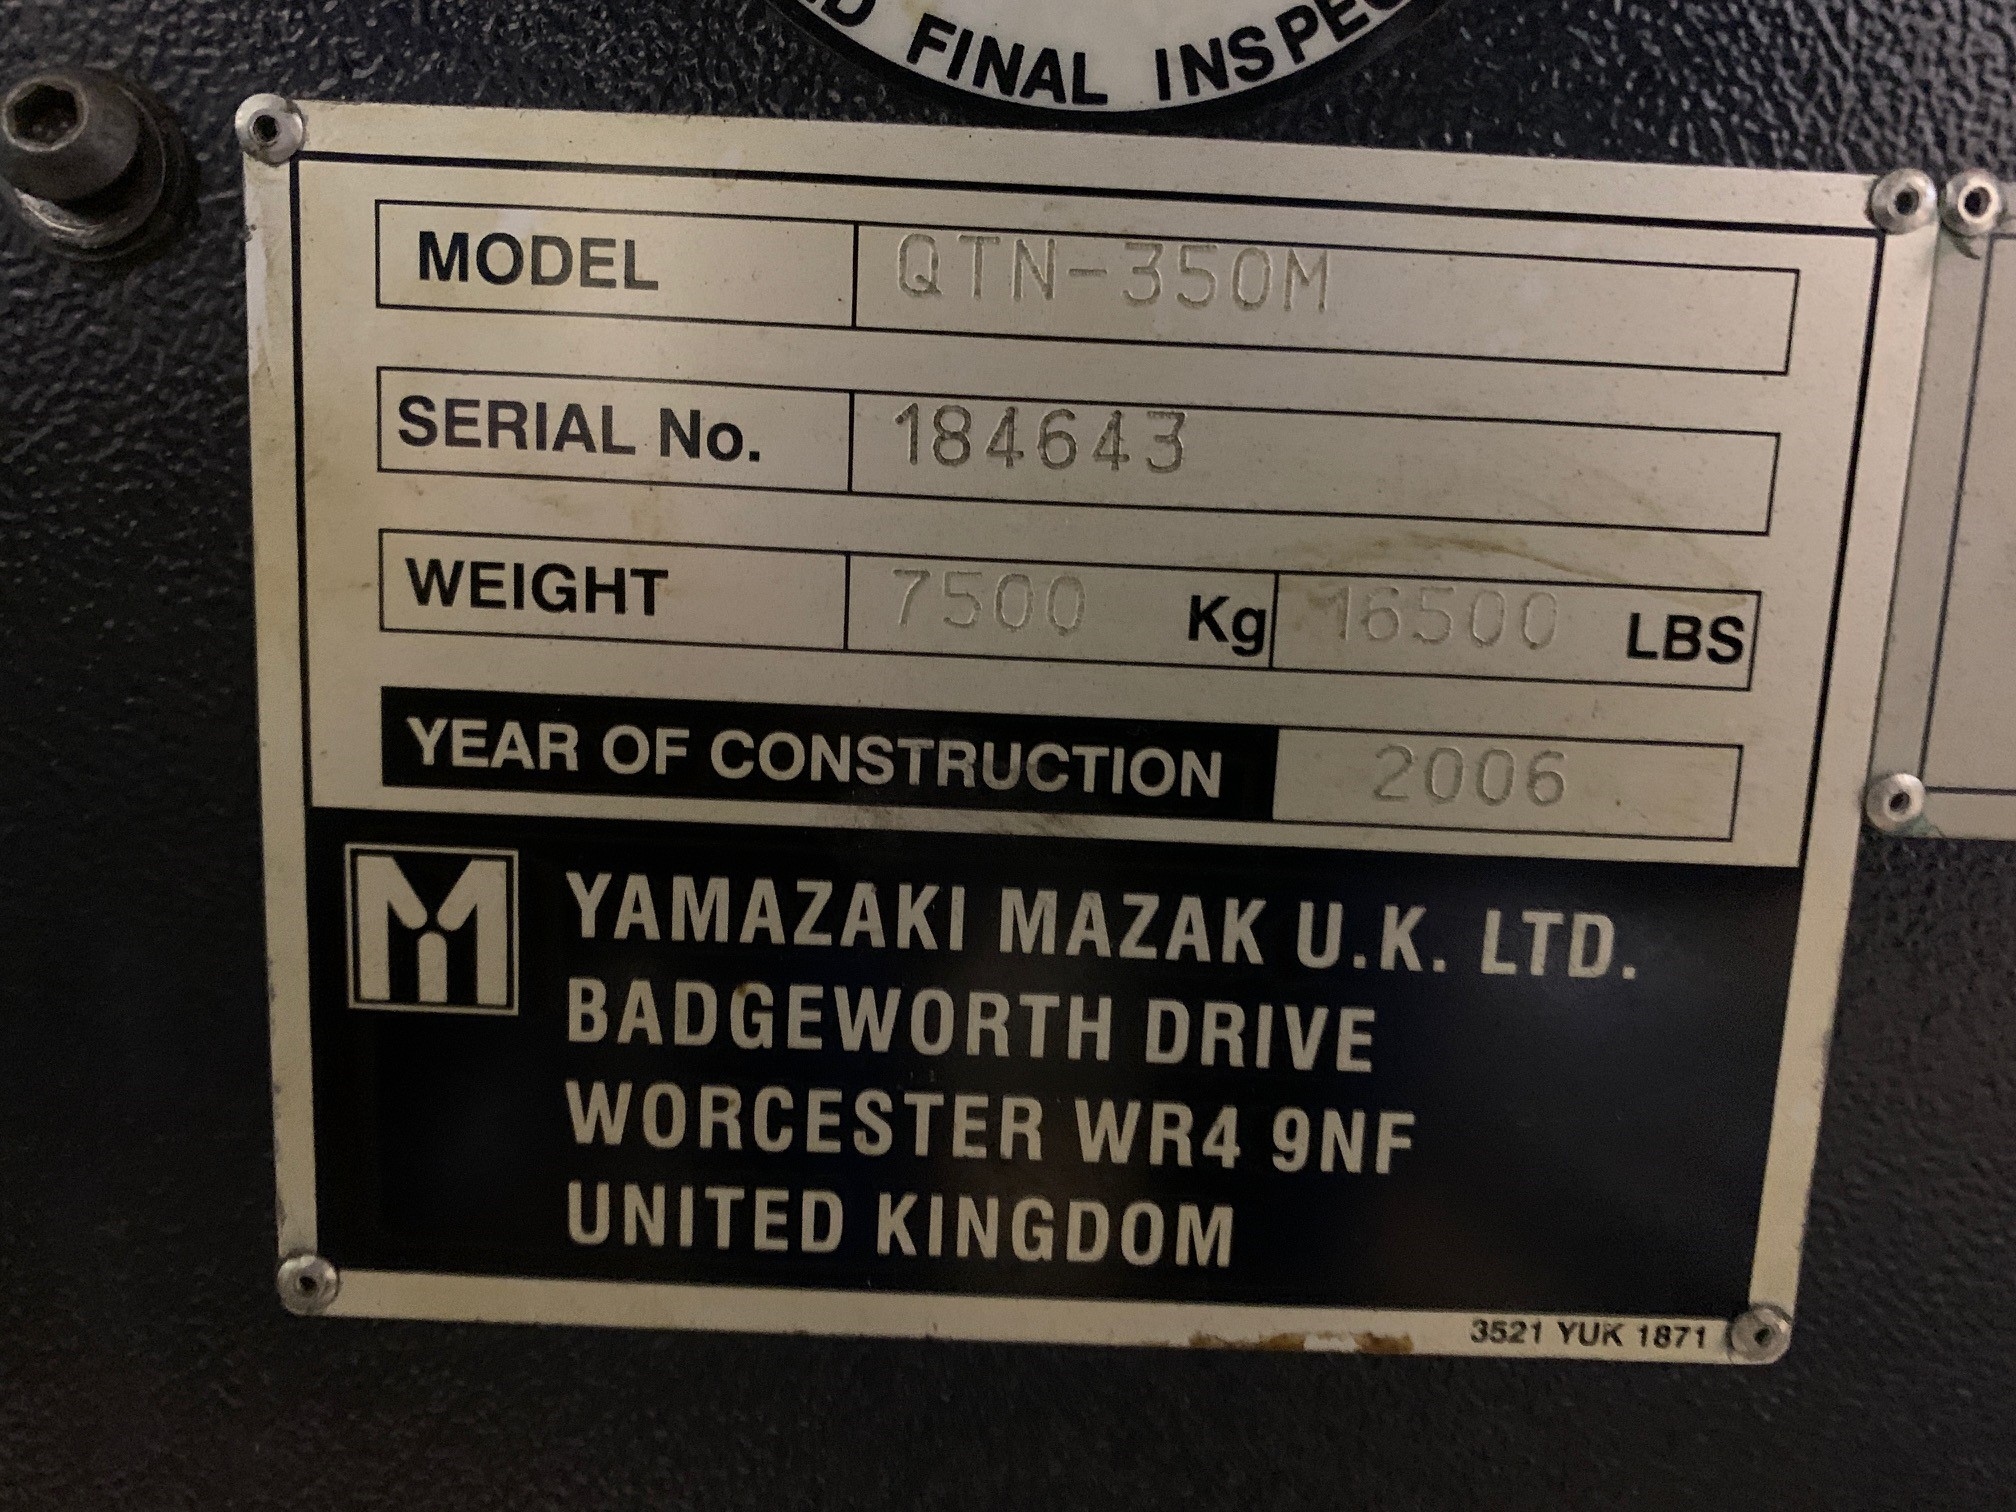 FINAL INSPE
MODEL QTN-350M
SERIAL No. 184643
WEIGHT 7500 Kg 16500 LBS
YEAR OF CONSTRUCTION 2006
YAMAZAKI MAZAK U.K. LTD.
BADGEWORTH DRIVE
WORCESTER WR4 9NF
UNITED KINGDOM
3521 YUK 1871